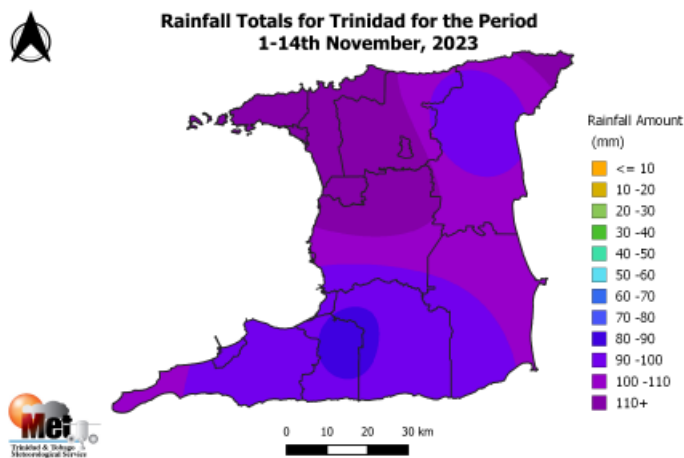 Rainfall Totals for Trinidad for the Period
1-14th November, 2023
Rainfall Amount
(mm)
<= 10
10 -20
20 -30
30 -40
40 -50
50 -60
60 -70
70 -80
80 -90
90 -100
100 -110
110+
Met
Trinidad & Tobago
Meteorological Service
0 10 20 30 km